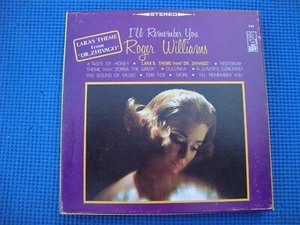 STEREO
I'll Remember You
Roger Williams
LARA'S THEME
from
"DR. ZHIVAGO"
A TASTE OF HONEY • LARA'S THEME from "DR. ZHIVAGO" • YESTERDAY
THEME from "ZORBA THE GREEK" • DULCINEA • A LOVER'S CONCERTO
THE SOUND OF MUSIC • EBB TIDE • MORE • I'LL REMEMBER YOU